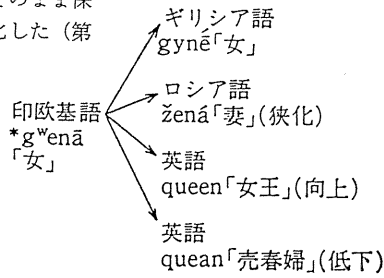 のまま保
化した（第
ギリシア語
gynḗ「女」
ロシア語
žená「妻」(狭化)
印欧基語
*gʷenā
「女」
英語
queen「女王」(向上)
英語
quean「売春婦」(低下)